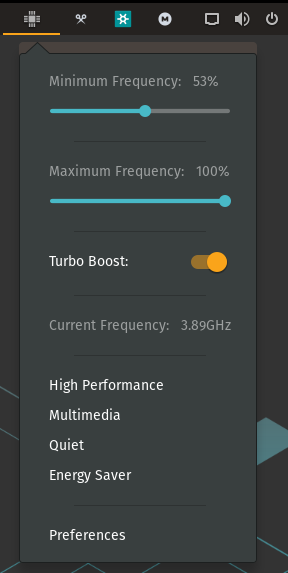 Minimum Frequency: 53%
Maximum Frequency: 100%
Turbo Boost:
Current Frequency: 3.89GHz
High Performance
Multimedia
Quiet
Energy Saver
Preferences